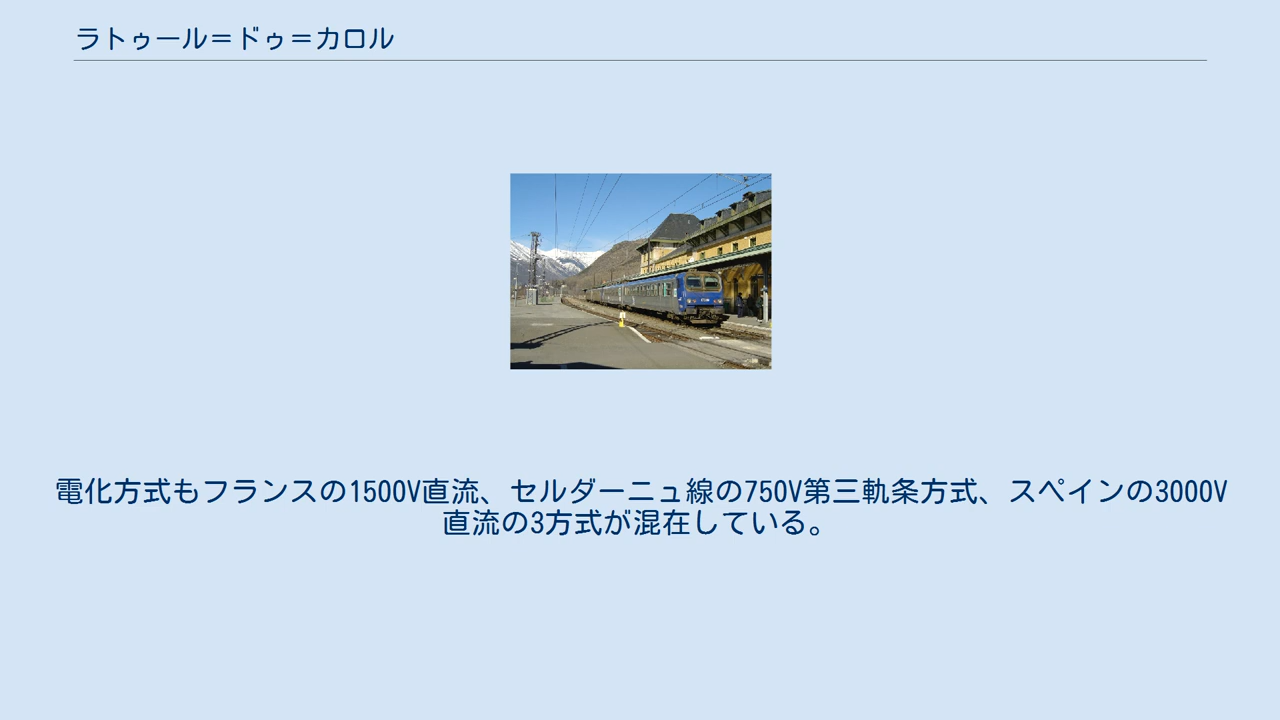 ラトゥール＝ドゥ＝カロル
電化方式もフランスの1500V直流、セルダーニュ線の750V第三軌条方式、スペインの3000V
直流の3方式が混在している。